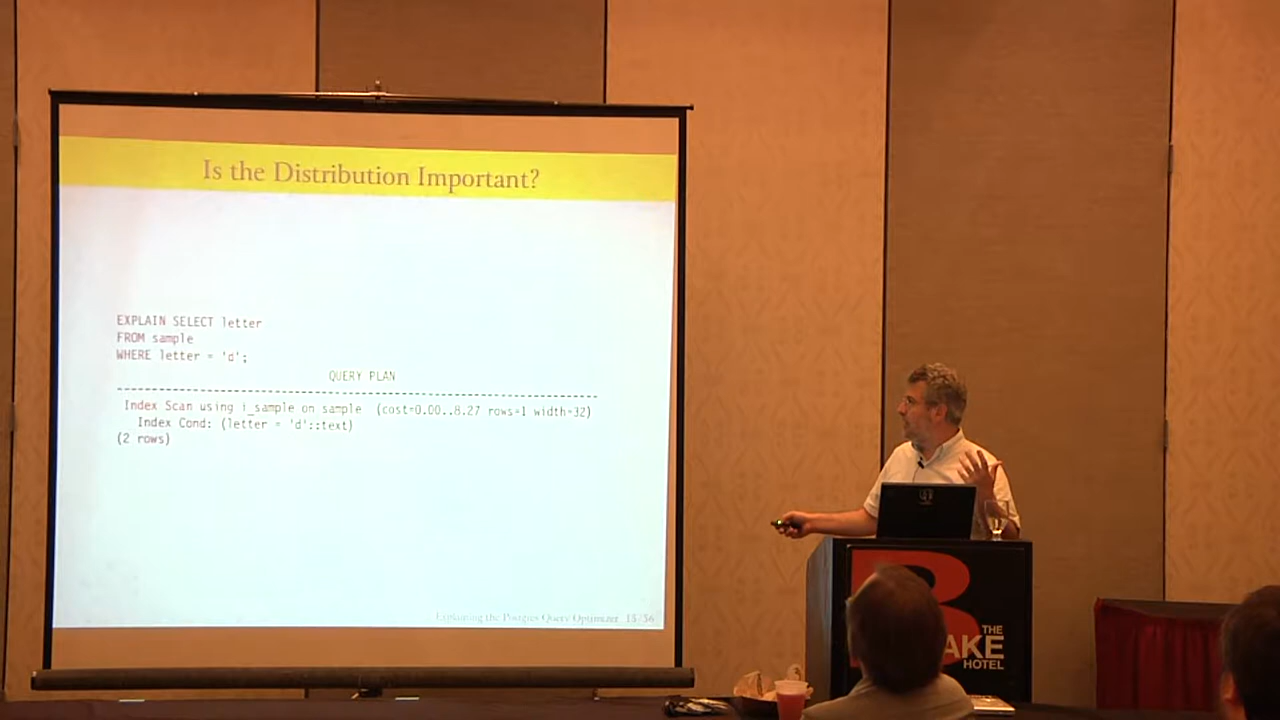 Is the Distribution Important?
EXPLAIN SELECT letter
FROM sample
WHERE letter = 'd';
QUERY PLAN
------------------------------------------------------------------------
Index Scan using i_sample on sample (cost=0.00..8.27 rows=1 width=32)
Index Cond: (letter = 'd'::text)
(2 rows)
Explaining the Postgres Query Optimizer 15/56
B
THE
AKE
HOTEL